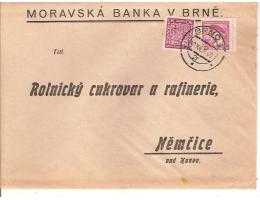 MORAVSKÁ BANKA V BRNĚ.
Titl.
Rolnický cukrovar a rafinerie,
Němčice
nad Hanou.